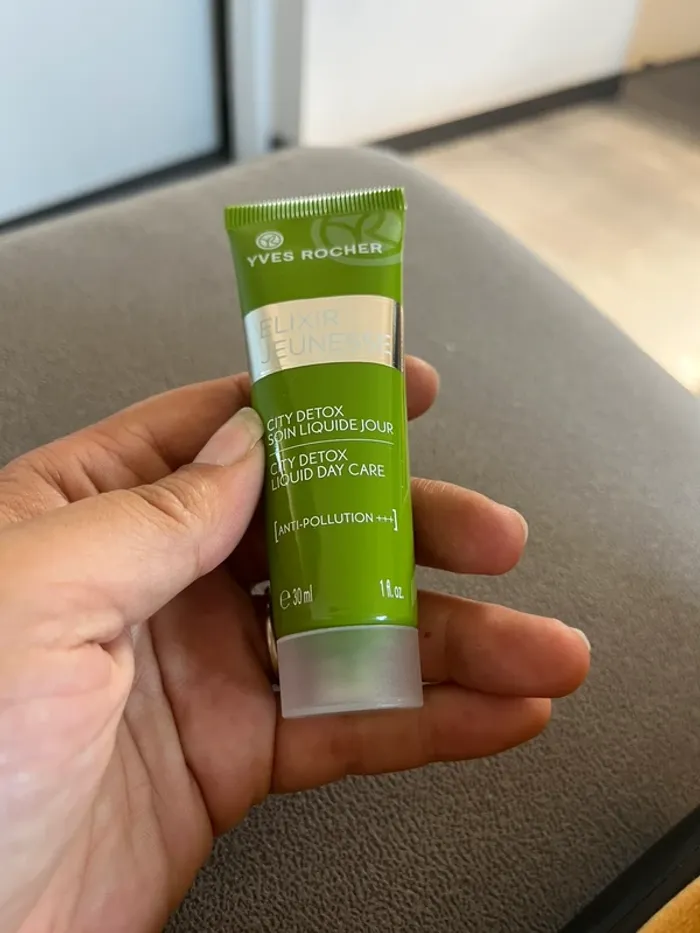 YVES ROCHER
ELIXIR
JEUNESSE
CITY DETOX
SOIN LIQUIDE JOUR
CITY DETOX
LIQUID DAY CARE
[ANTI-POLLUTION +++]
℮ 30 ml 1 fl. oz.